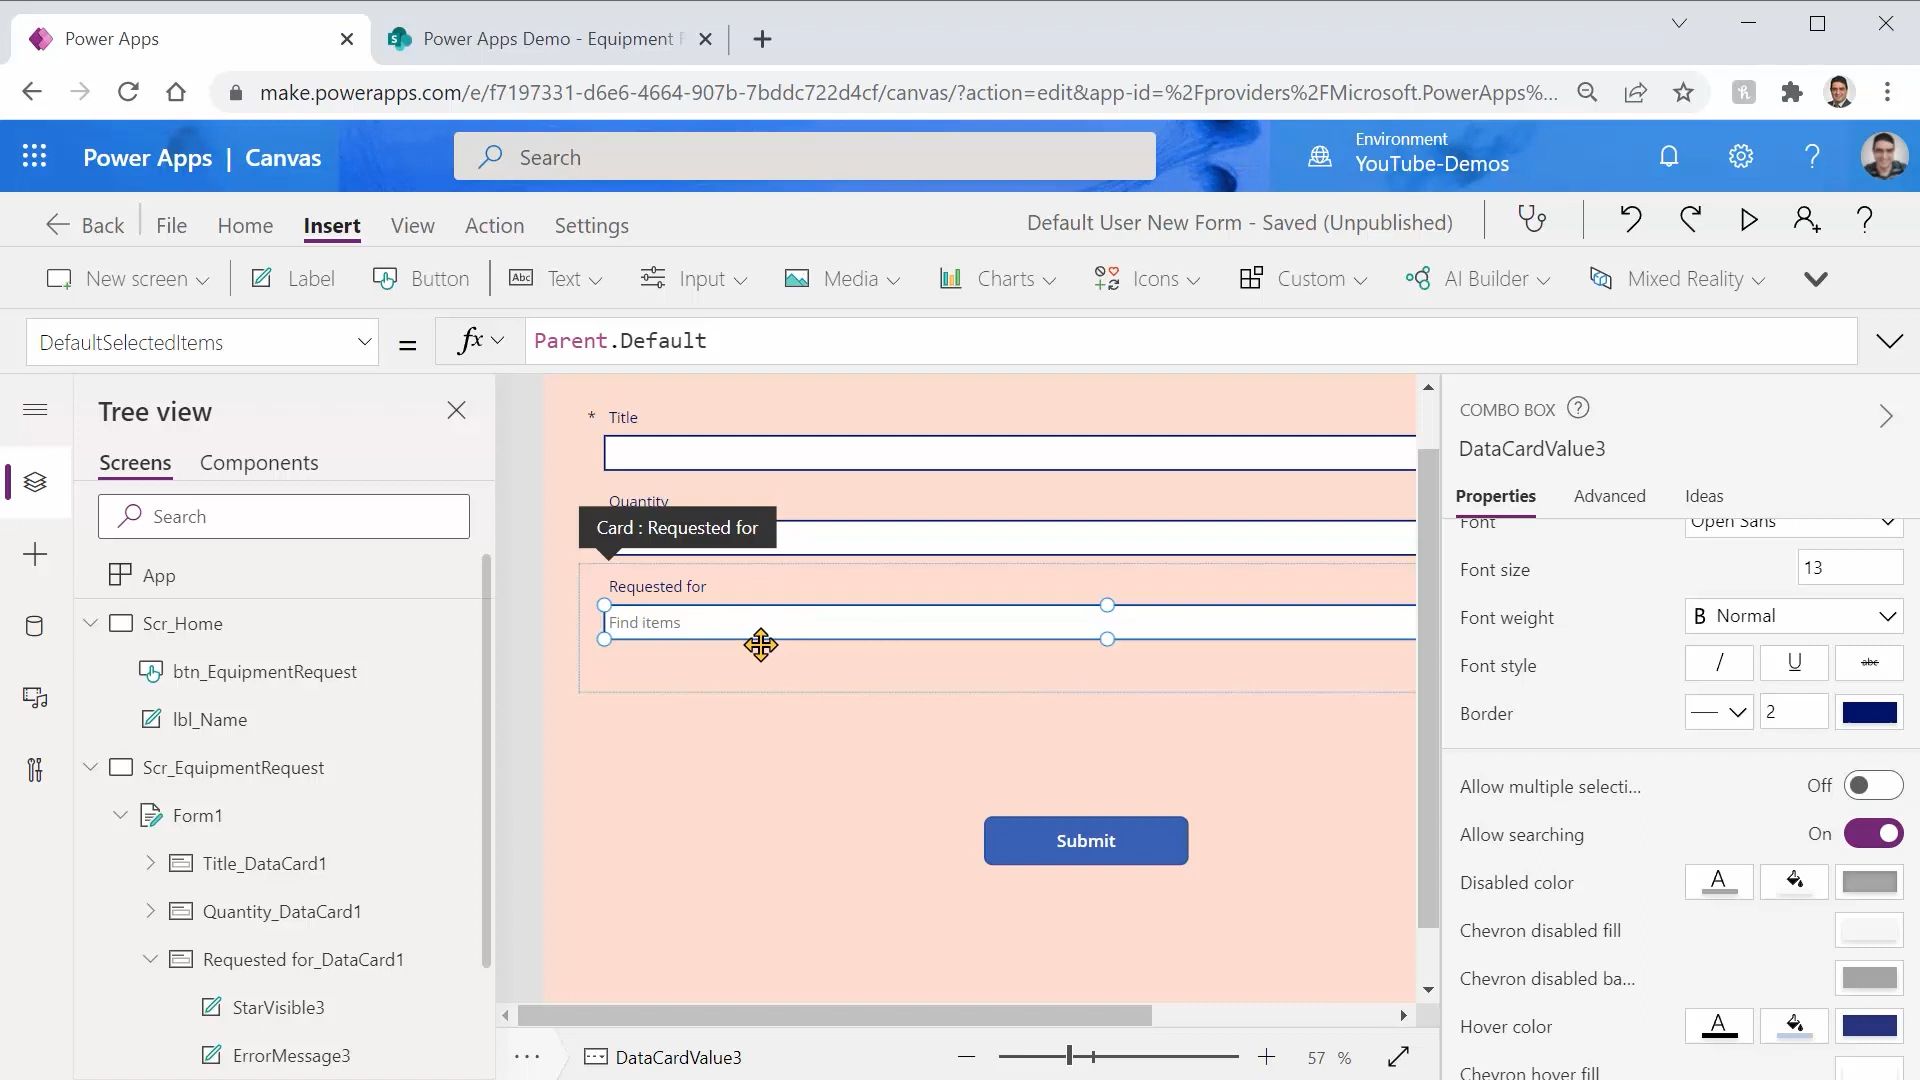 Power Apps
Power Apps Demo - Equipment
make.powerapps.com/e/f7197331-d6e6-4664-907b-7bddc722d4cf/canvas/?action=edit&app-id=%2Fproviders%2FMicrosoft.PowerApps%...
Power Apps | Canvas
Search
Environment
YouTube-Demos
Back
File
Home
Insert
View
Action
Settings
Default User New Form - Saved (Unpublished)
New screen
Label
Button
Abc Text
Input
Media
Charts
Icons
Custom
AI Builder
Mixed Reality
DefaultSelectedItems
=
fx
Parent.Default
Tree view
Screens
Components
Search
App
Scr_Home
btn_EquipmentRequest
lbl_Name
Scr_EquipmentRequest
Form1
Title_DataCard1
Quantity_DataCard1
Requested for_DataCard1
StarVisible3
ErrorMessage3
* Title
Quantity
Card : Requested for
Requested for
Find items
Submit
DataCardValue3
57 %
COMBO BOX
DataCardValue3
Properties
Advanced
Ideas
Font
Open Sans
Font size
13
Font weight
B Normal
Font style
/ U abc
Border
2
Allow multiple selecti...
Off
Allow searching
On
Disabled color
A
Chevron disabled fill
Chevron disabled ba...
Hover color
A
Chevron hover fill